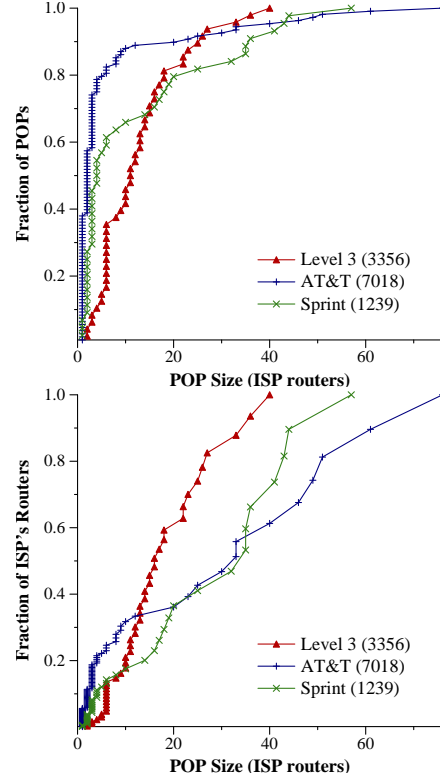 1.0
0.8
0.6
0.4
0.2
Fraction of POPs
Level 3 (3356)
AT&T (7018)
Sprint (1239)
0
20
40
60
POP Size (ISP routers)
1.0
0.8
0.6
0.4
0.2
Fraction of ISP's Routers
Level 3 (3356)
AT&T (7018)
Sprint (1239)
0
20
40
60
POP Size (ISP routers)